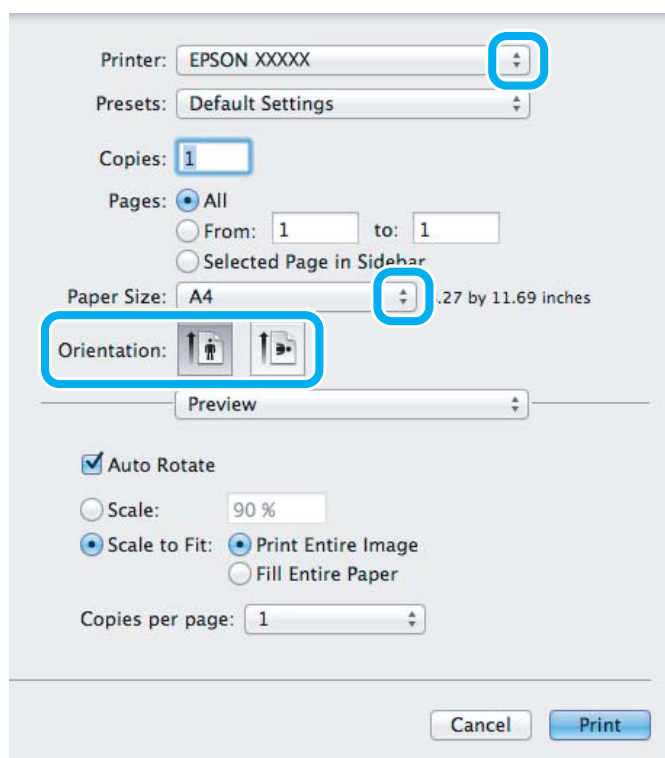 Printer: EPSON XXXXX
Presets: Default Settings
Copies: 1
Pages: All
From: 1 to: 1
Selected Page in Sidebar
Paper Size: A4 .27 by 11.69 inches
Orientation:
Preview
Auto Rotate
Scale: 90 %
Scale to Fit: Print Entire Image
Fill Entire Paper
Copies per page: 1
Cancel Print